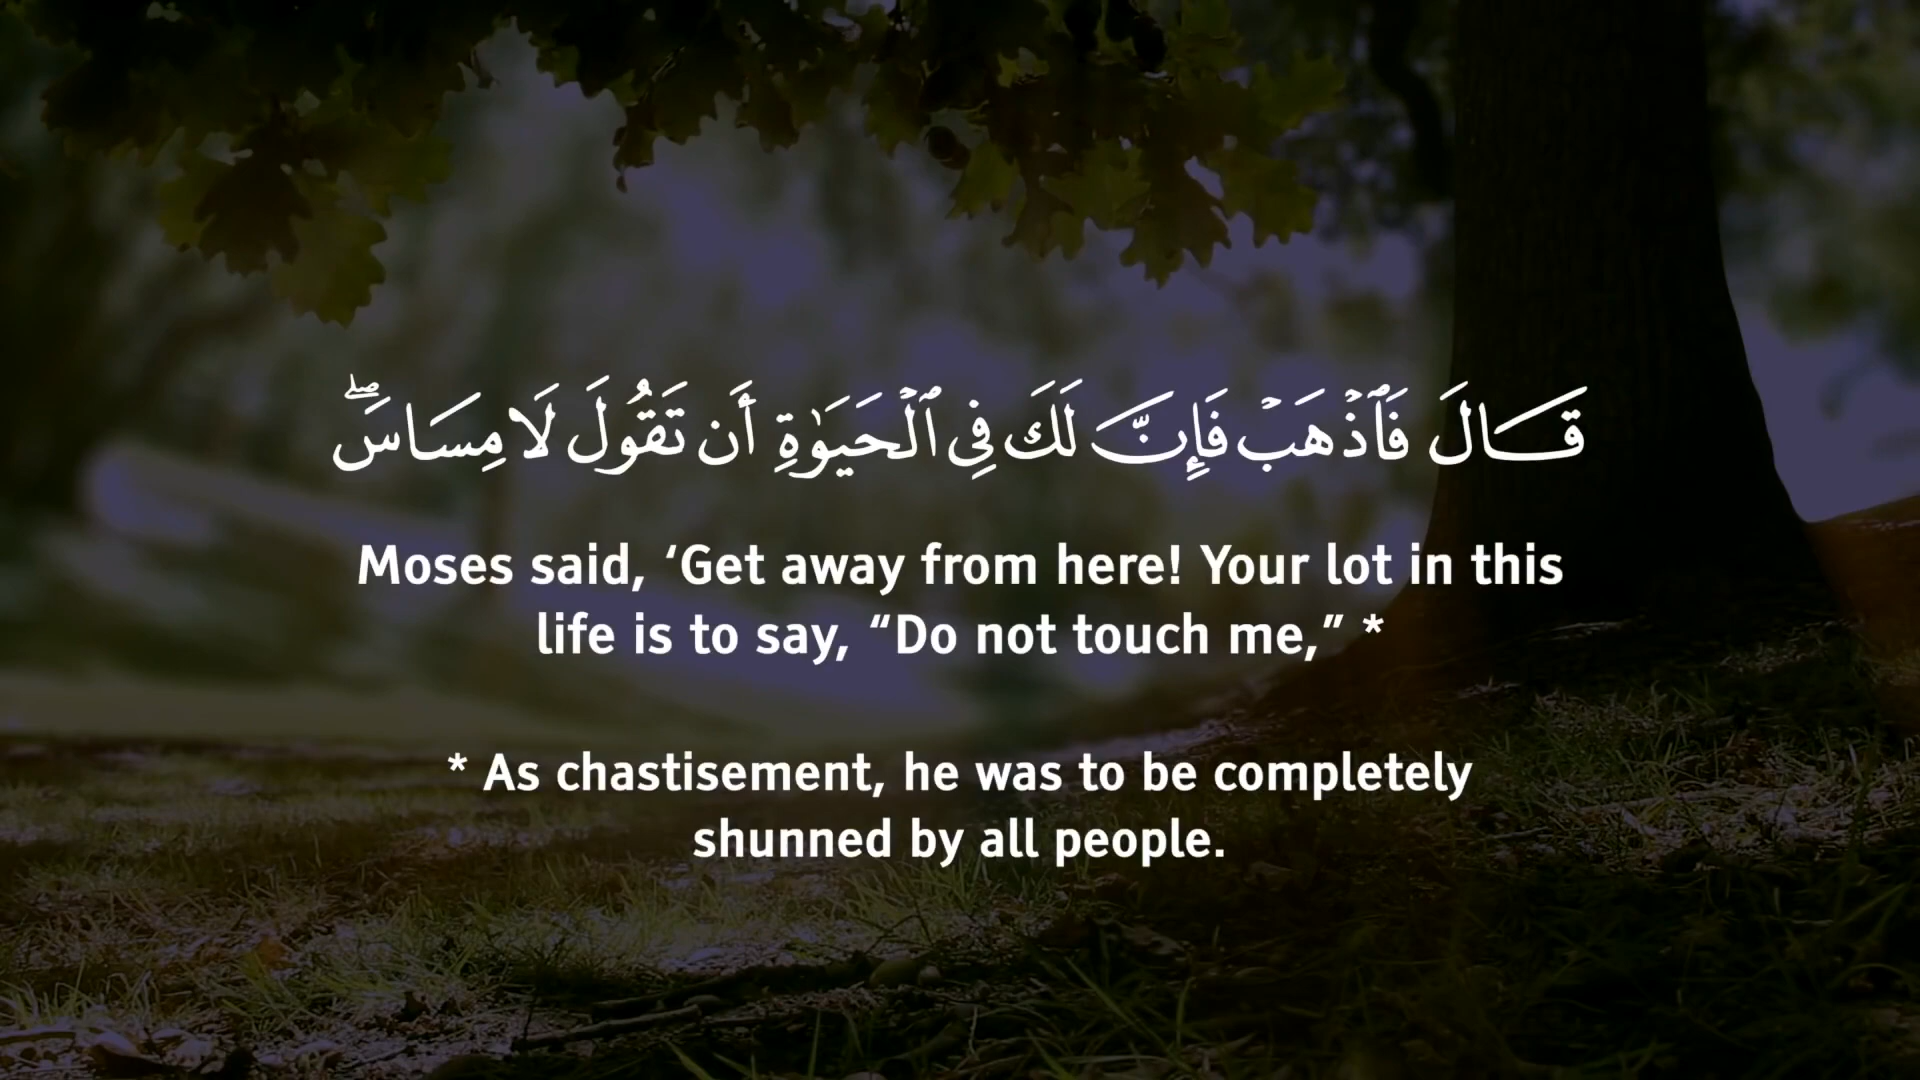 قَالَ فَٱذْهَبْ فَإِنَّ لَكَ فِى ٱلْحَيَوٰةِ أَن تَقُولَ لَا مِسَاسَ ۖ
Moses said, ‘Get away from here! Your lot in this
life is to say, “Do not touch me,” *
* As chastisement, he was to be completely
shunned by all people.